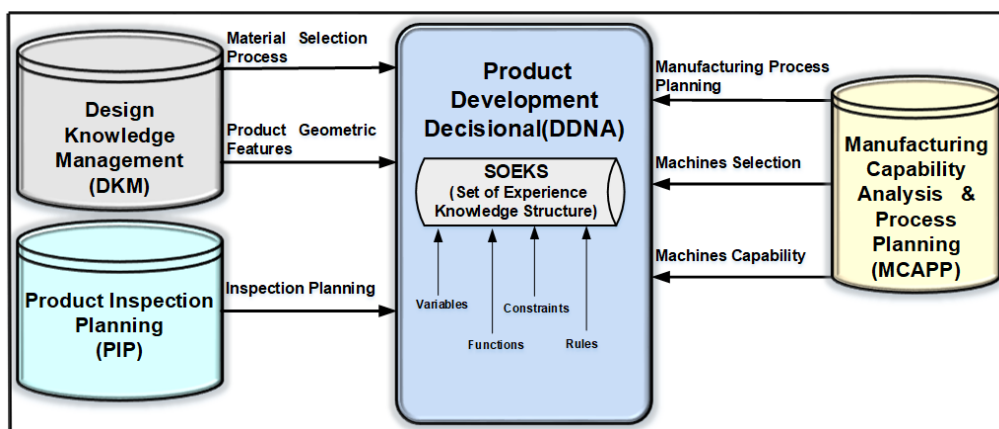 Material Selection
Process
Design
Knowledge
Management
(DKM)
Product Geometric
Features
Product Inspection
Planning
(PIP)
Inspection Planning
Product
Development
Decisional(DDNA)
SOEKS
(Set of Experience
Knowledge Structure)
Variables
Functions
Constraints
Rules
Manufacturing Process
Planning
Machines Selection
Machines Capability
Manufacturing
Capability
Analysis &
Process
Planning
(MCAPP)